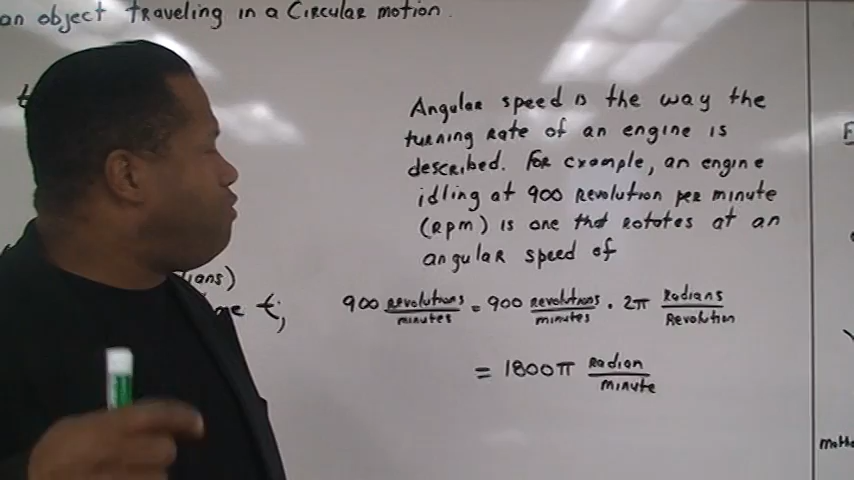 an object traveling in a Circular motion.
t
Angular speed is the way the
turning rate of an engine is
described. For example, an engine
idling at 900 Revolution per minute
(Rpm) is one that rotates at an
angular speed of
ians)
me t;
900 Revolutions/minutes = 900 Revolutions/minutes · 2π Radians/Revolution
= 1800π Radian/minute